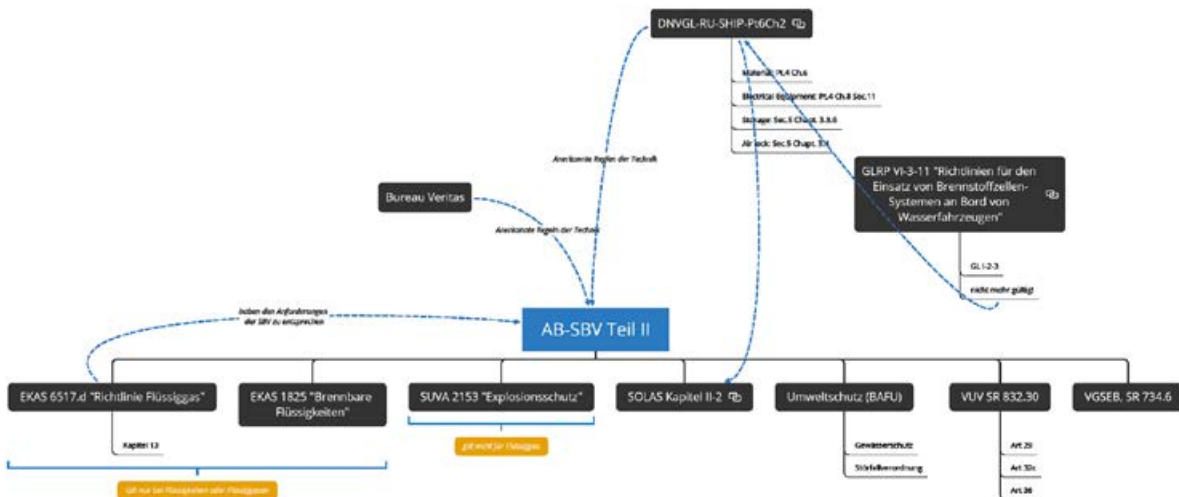 DNVGL-RU-SHIP-Pt6Ch2
Material: Pt.4 Ch.6
Electrical Equipment: Pt.4 Ch.8 Sec.11
Storage: Sec.5 Chapt. 3.3.6
Air lock: Sec.5 Chapt. 3.4
Anerkannte Regeln der Technik
GLRP VI-3-11 "Richtlinien für den
Einsatz von Brennstoffzellen-
Systemen an Bord von
Wasserfahrzeugen"
Bureau Veritas
Anerkannte Regeln der Technik
GL I-2-3
nicht mehr gültig!
haben den Anforderungen
der SBV zu entsprechen
AB-SBV Teil II
EKAS 6517.d "Richtlinie Flüssiggas"
EKAS 1825 "Brennbare
Flüssigkeiten"
SUVA 2153 "Explosionsschutz"
SOLAS Kapitel II-2
Umweltschutz (BAFU)
VUV SR 832.30
VGSEB, SR 734.6
Kapitel 13
gilt nicht für Flüssiggas
Gewässerschutz
Störfallverordnung
Art 29
Art 32c
Art 36
Gilt nur bei Flüssigkeiten oder Flüssiggasen